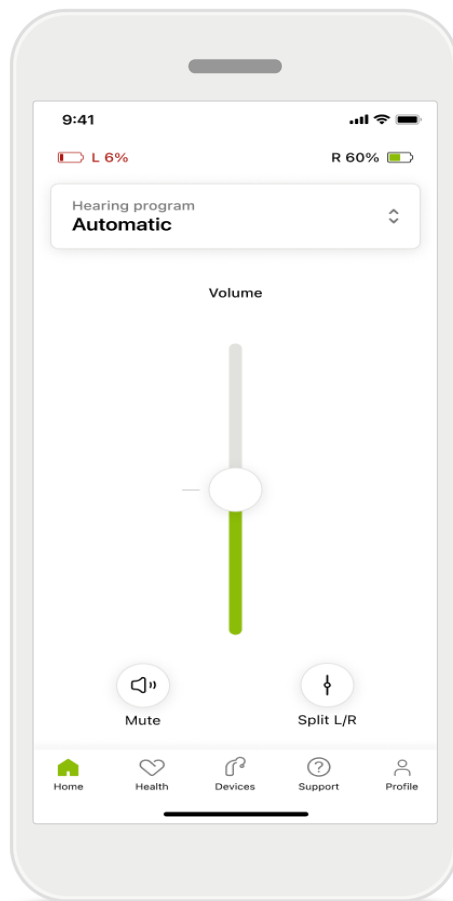 9:41
L 6%
R 60%
Hearing program
Automatic
Volume
Mute
Split L/R
Home
Health
Devices
Support
Profile